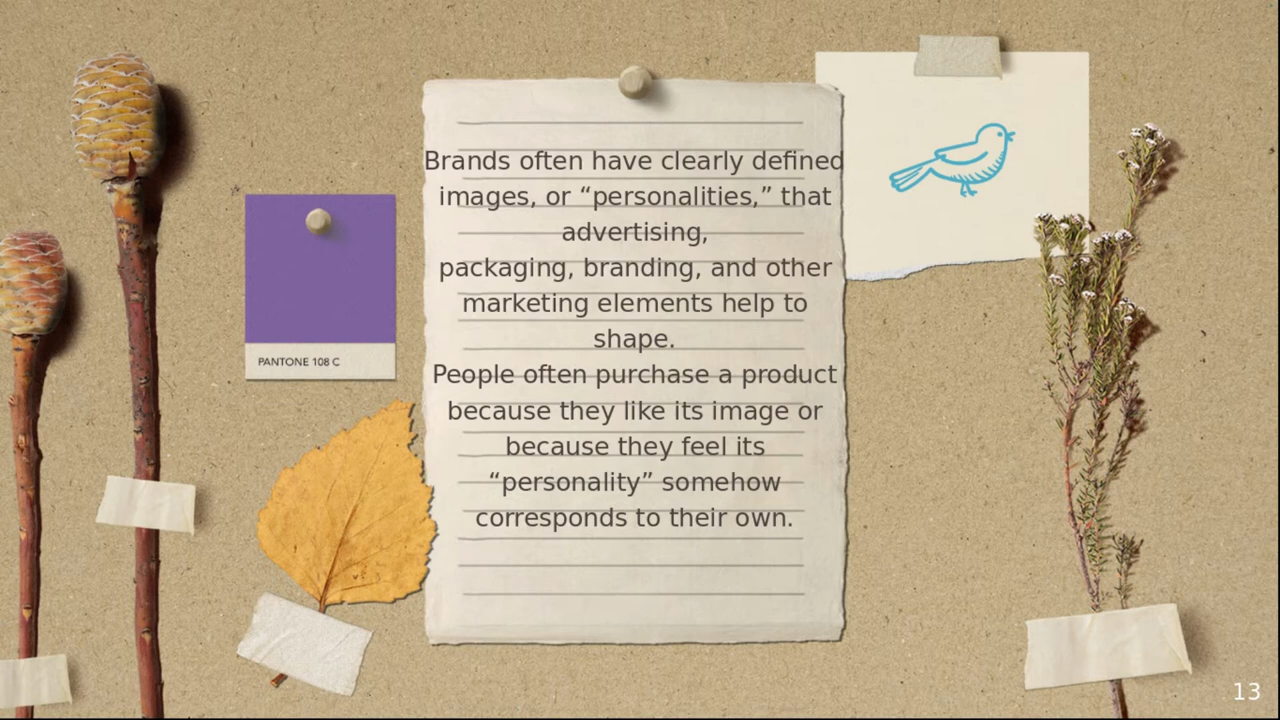 Brands often have clearly defined
images, or “personalities,” that
advertising,
packaging, branding, and other
marketing elements help to
shape.
People often purchase a product
because they like its image or
because they feel its
“personality” somehow
corresponds to their own.
PANTONE 108 C
13